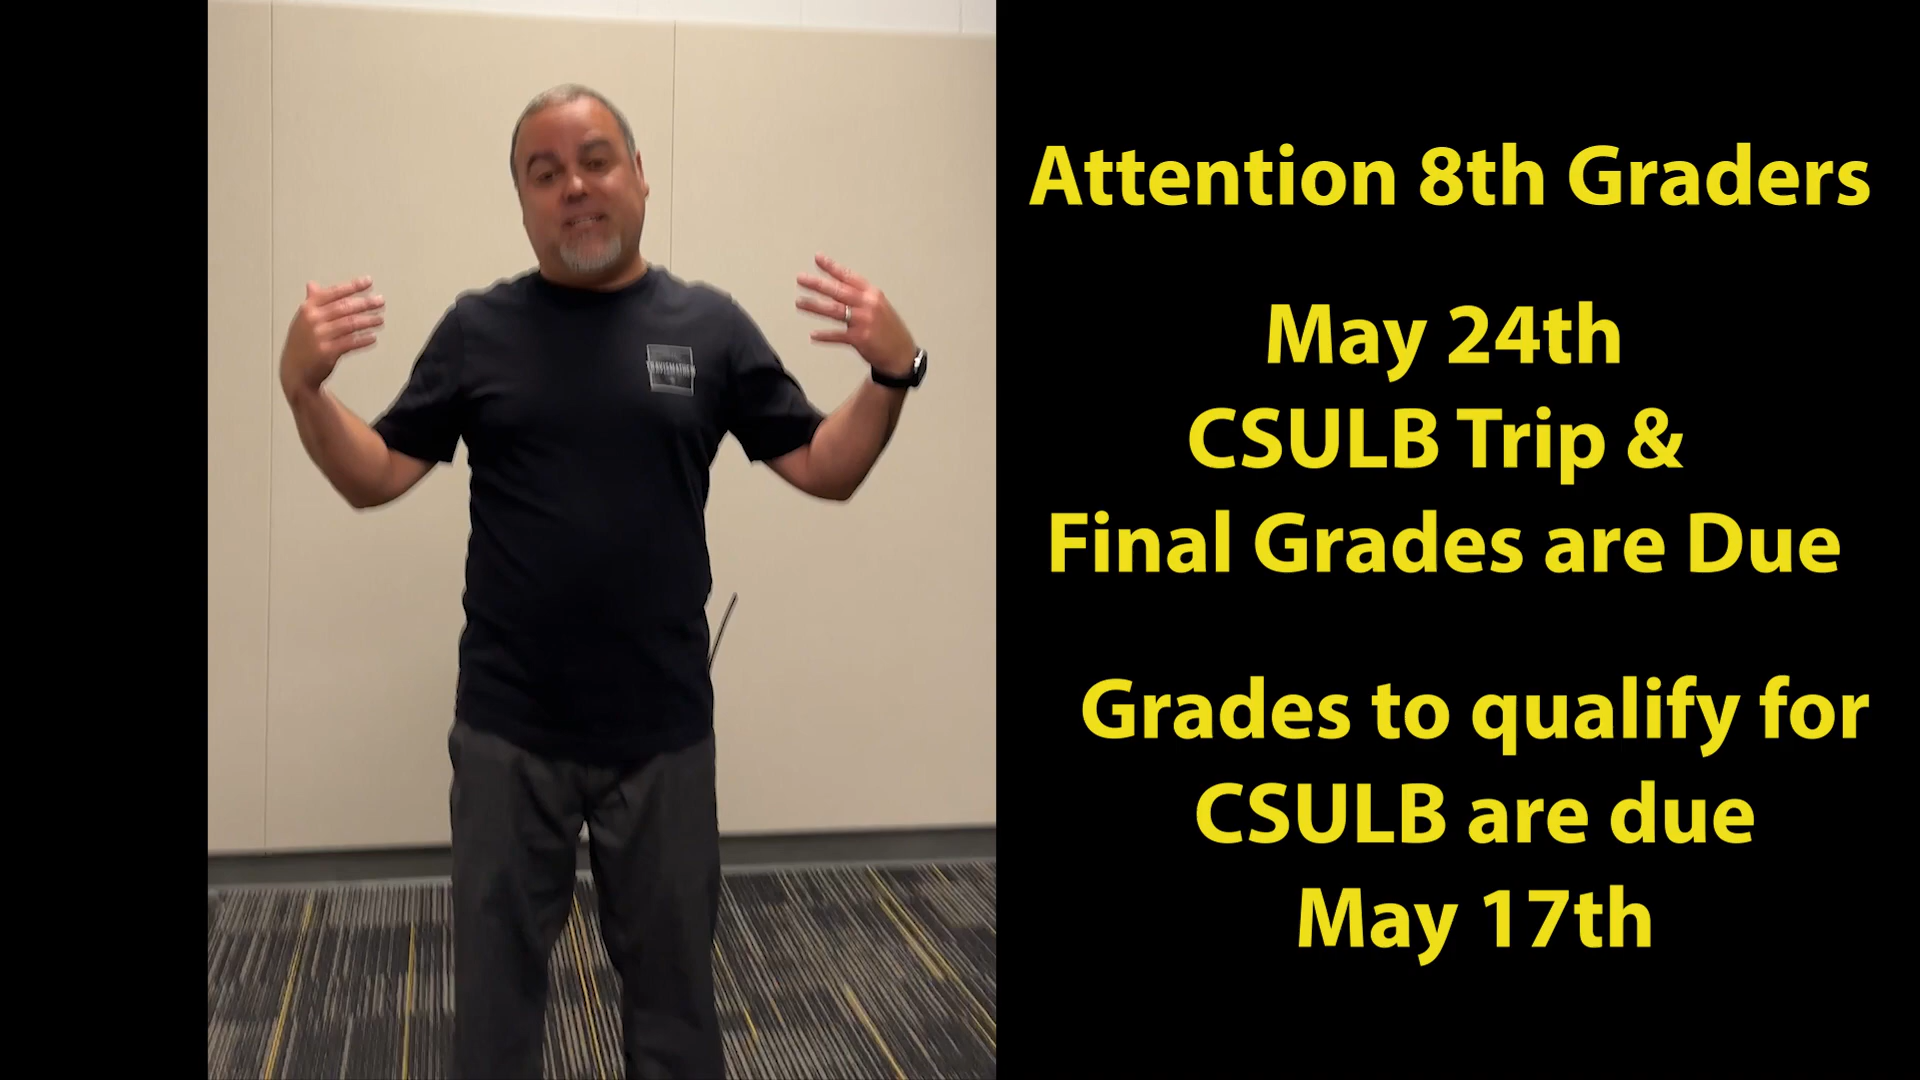 Attention 8th Graders
May 24th
CSULB Trip &
Final Grades are Due
Grades to qualify for
CSULB are due
May 17th
TRAVISMATHEW